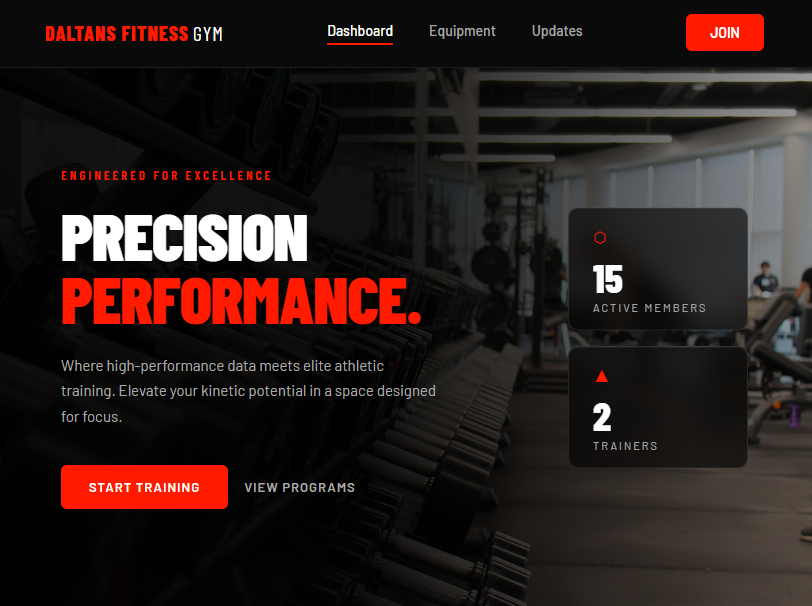 DALTANS FITNESS GYM
Dashboard Equipment Updates
JOIN
ENGINEERED FOR EXCELLENCE
PRECISION
PERFORMANCE.
Where high-performance data meets elite athletic
training. Elevate your kinetic potential in a space designed
for focus.
START TRAINING VIEW PROGRAMS
15
ACTIVE MEMBERS
2
TRAINERS